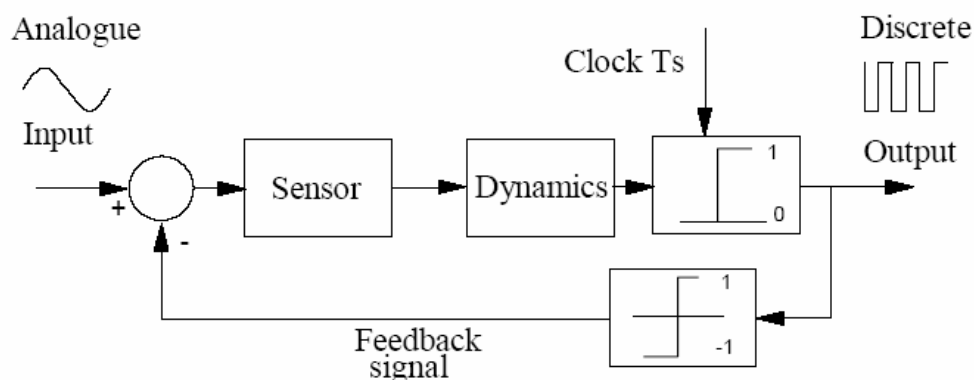 Analogue
Input
+
-
Sensor
Dynamics
Clock Ts
1
0
Discrete
Output
1
-1
Feedback
signal